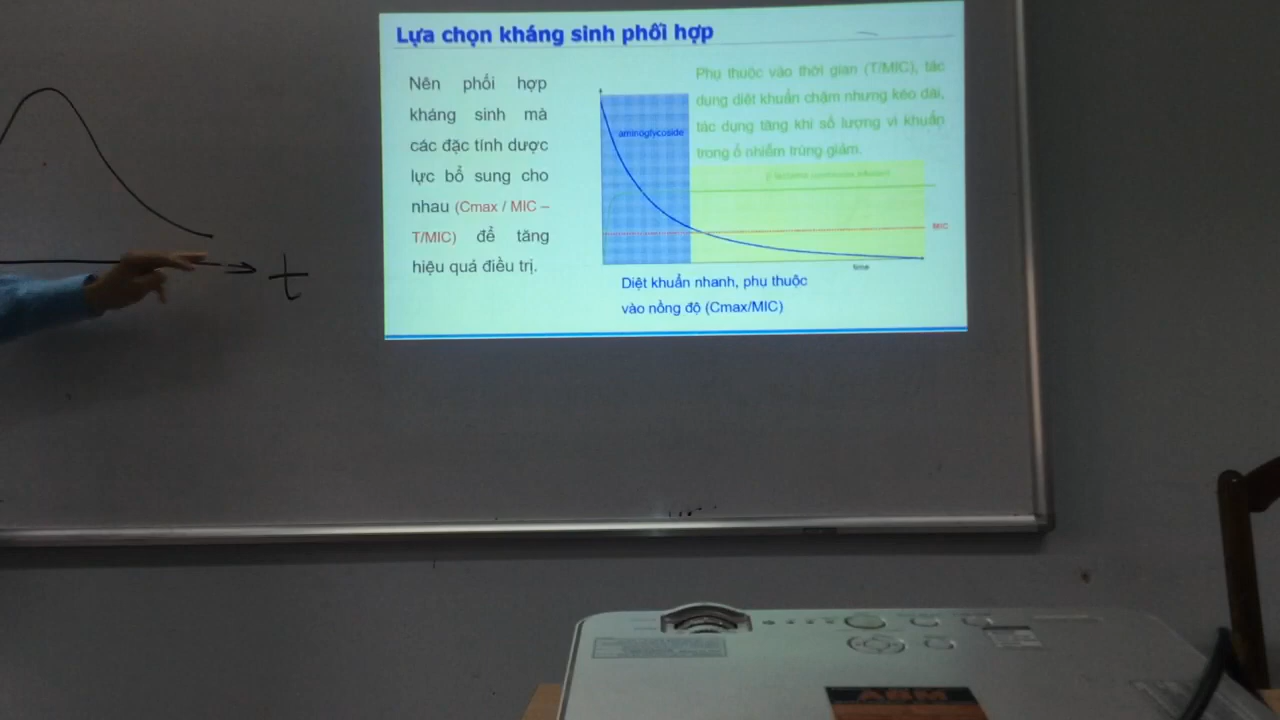 Lựa chọn kháng sinh phối hợp
Nên phối hợp
kháng sinh mà
các đặc tính dược
lực bổ sung cho
nhau (Cmax / MIC –
T/MIC) để tăng
hiệu quả điều trị.
Phụ thuộc vào thời gian (T/MIC), tác
dụng diệt khuẩn chậm nhưng kéo dài,
tác dụng tăng khi số lượng vi khuẩn
trong ổ nhiễm trùng giảm.
aminoglycoside
MIC
time
Diệt khuẩn nhanh, phụ thuộc
vào nồng độ (Cmax/MIC)
t